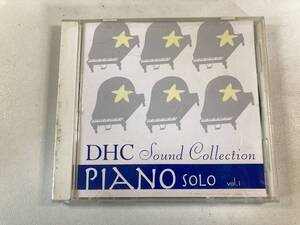 DHC Sound Collection
PIANO SOLO vol.1